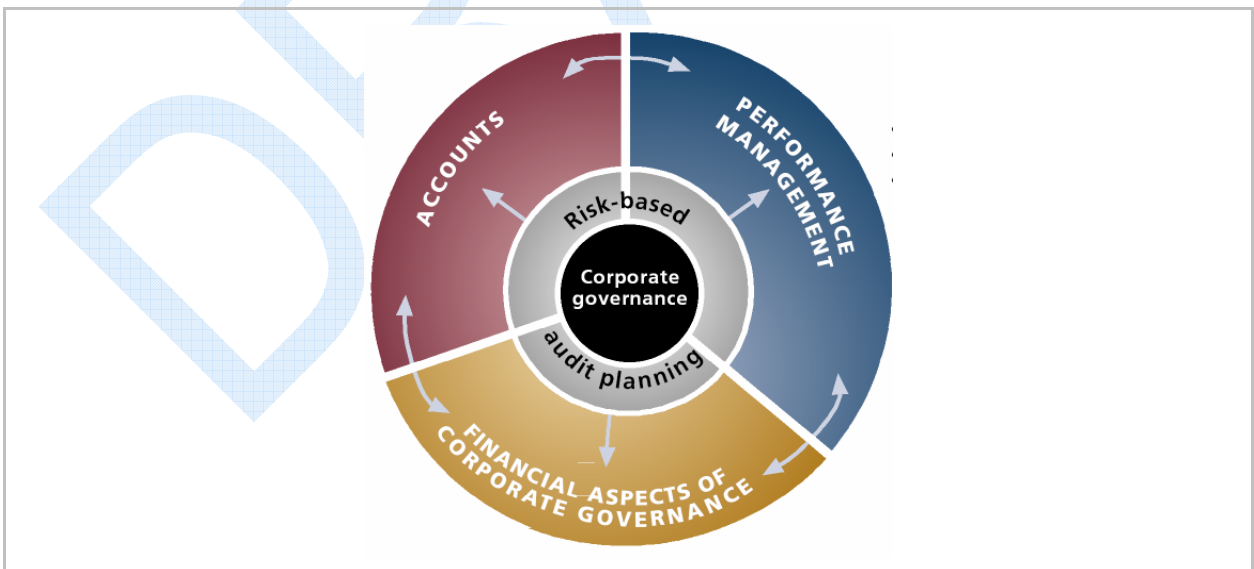 ACCOUNTS
PERFORMANCE
MANAGEMENT
Risk-based
Corporate
governance
audit planning
FINANCIAL ASPECTS OF
CORPORATE GOVERNANCE